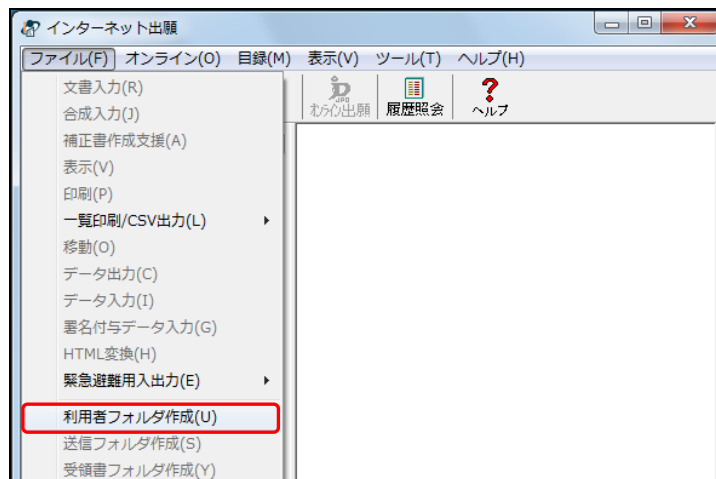 インターネット出願
ファイル(F) オンライン(O) 目録(M) 表示(V) ツール(T) ヘルプ(H)
文書入力(R)
合成入力(J)
補正書作成支援(A)
表示(V)
印刷(P)
一覧印刷/CSV出力(L)
移動(O)
データ出力(C)
データ入力(I)
署名付与データ入力(G)
HTML変換(H)
緊急避難用入出力(E)
利用者フォルダ作成(U)
送信フォルダ作成(S)
受領書フォルダ作成(Y)
JPO
出願 履歴照会 ヘルプ